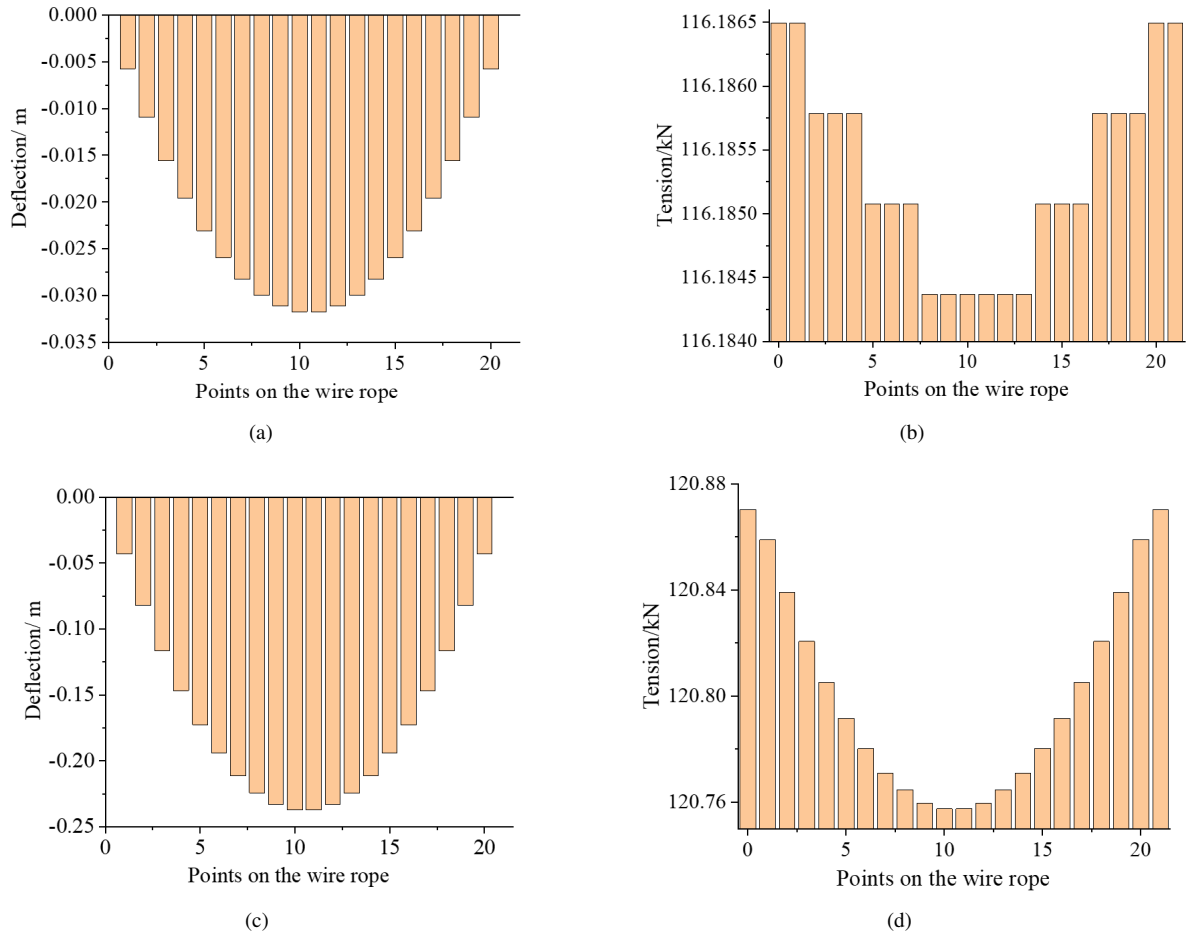 0.000
-0.005
-0.010
-0.015
-0.020
-0.025
-0.030
-0.035
Deflection/ m
0 5 10 15 20
Points on the wire rope
(a)
116.1865
116.1860
116.1855
116.1850
116.1845
116.1840
Tension/kN
0 5 10 15 20
Points on the wire rope
(b)
0.00
-0.05
-0.10
-0.15
-0.20
-0.25
Deflection/ m
0 5 10 15 20
Points on the wire rope
(c)
120.88
120.84
120.80
120.76
Tension/kN
0 5 10 15 20
Points on the wire rope
(d)